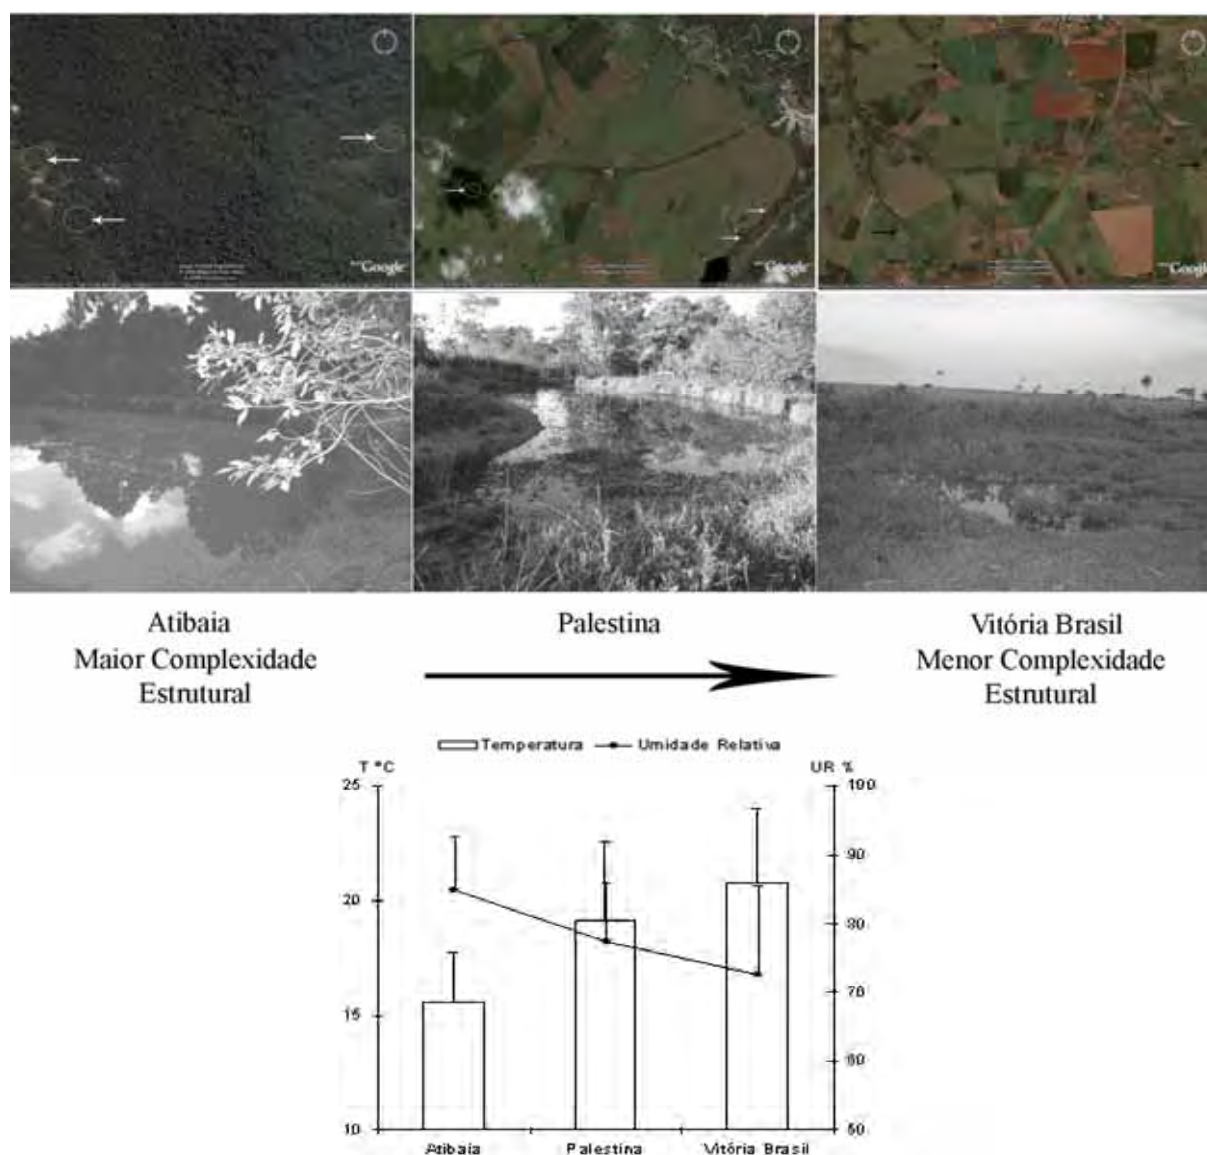 Google
Google
Google
Atibaia
Maior Complexidade
Estrutural
Palestina
Vitória Brasil
Menor Complexidade
Estrutural
Temperatura
Umidade Relativa
T °C
UR %
25
20
15
10
100
90
80
70
60
50
Atibaia
Palestina
Vitória Brasil